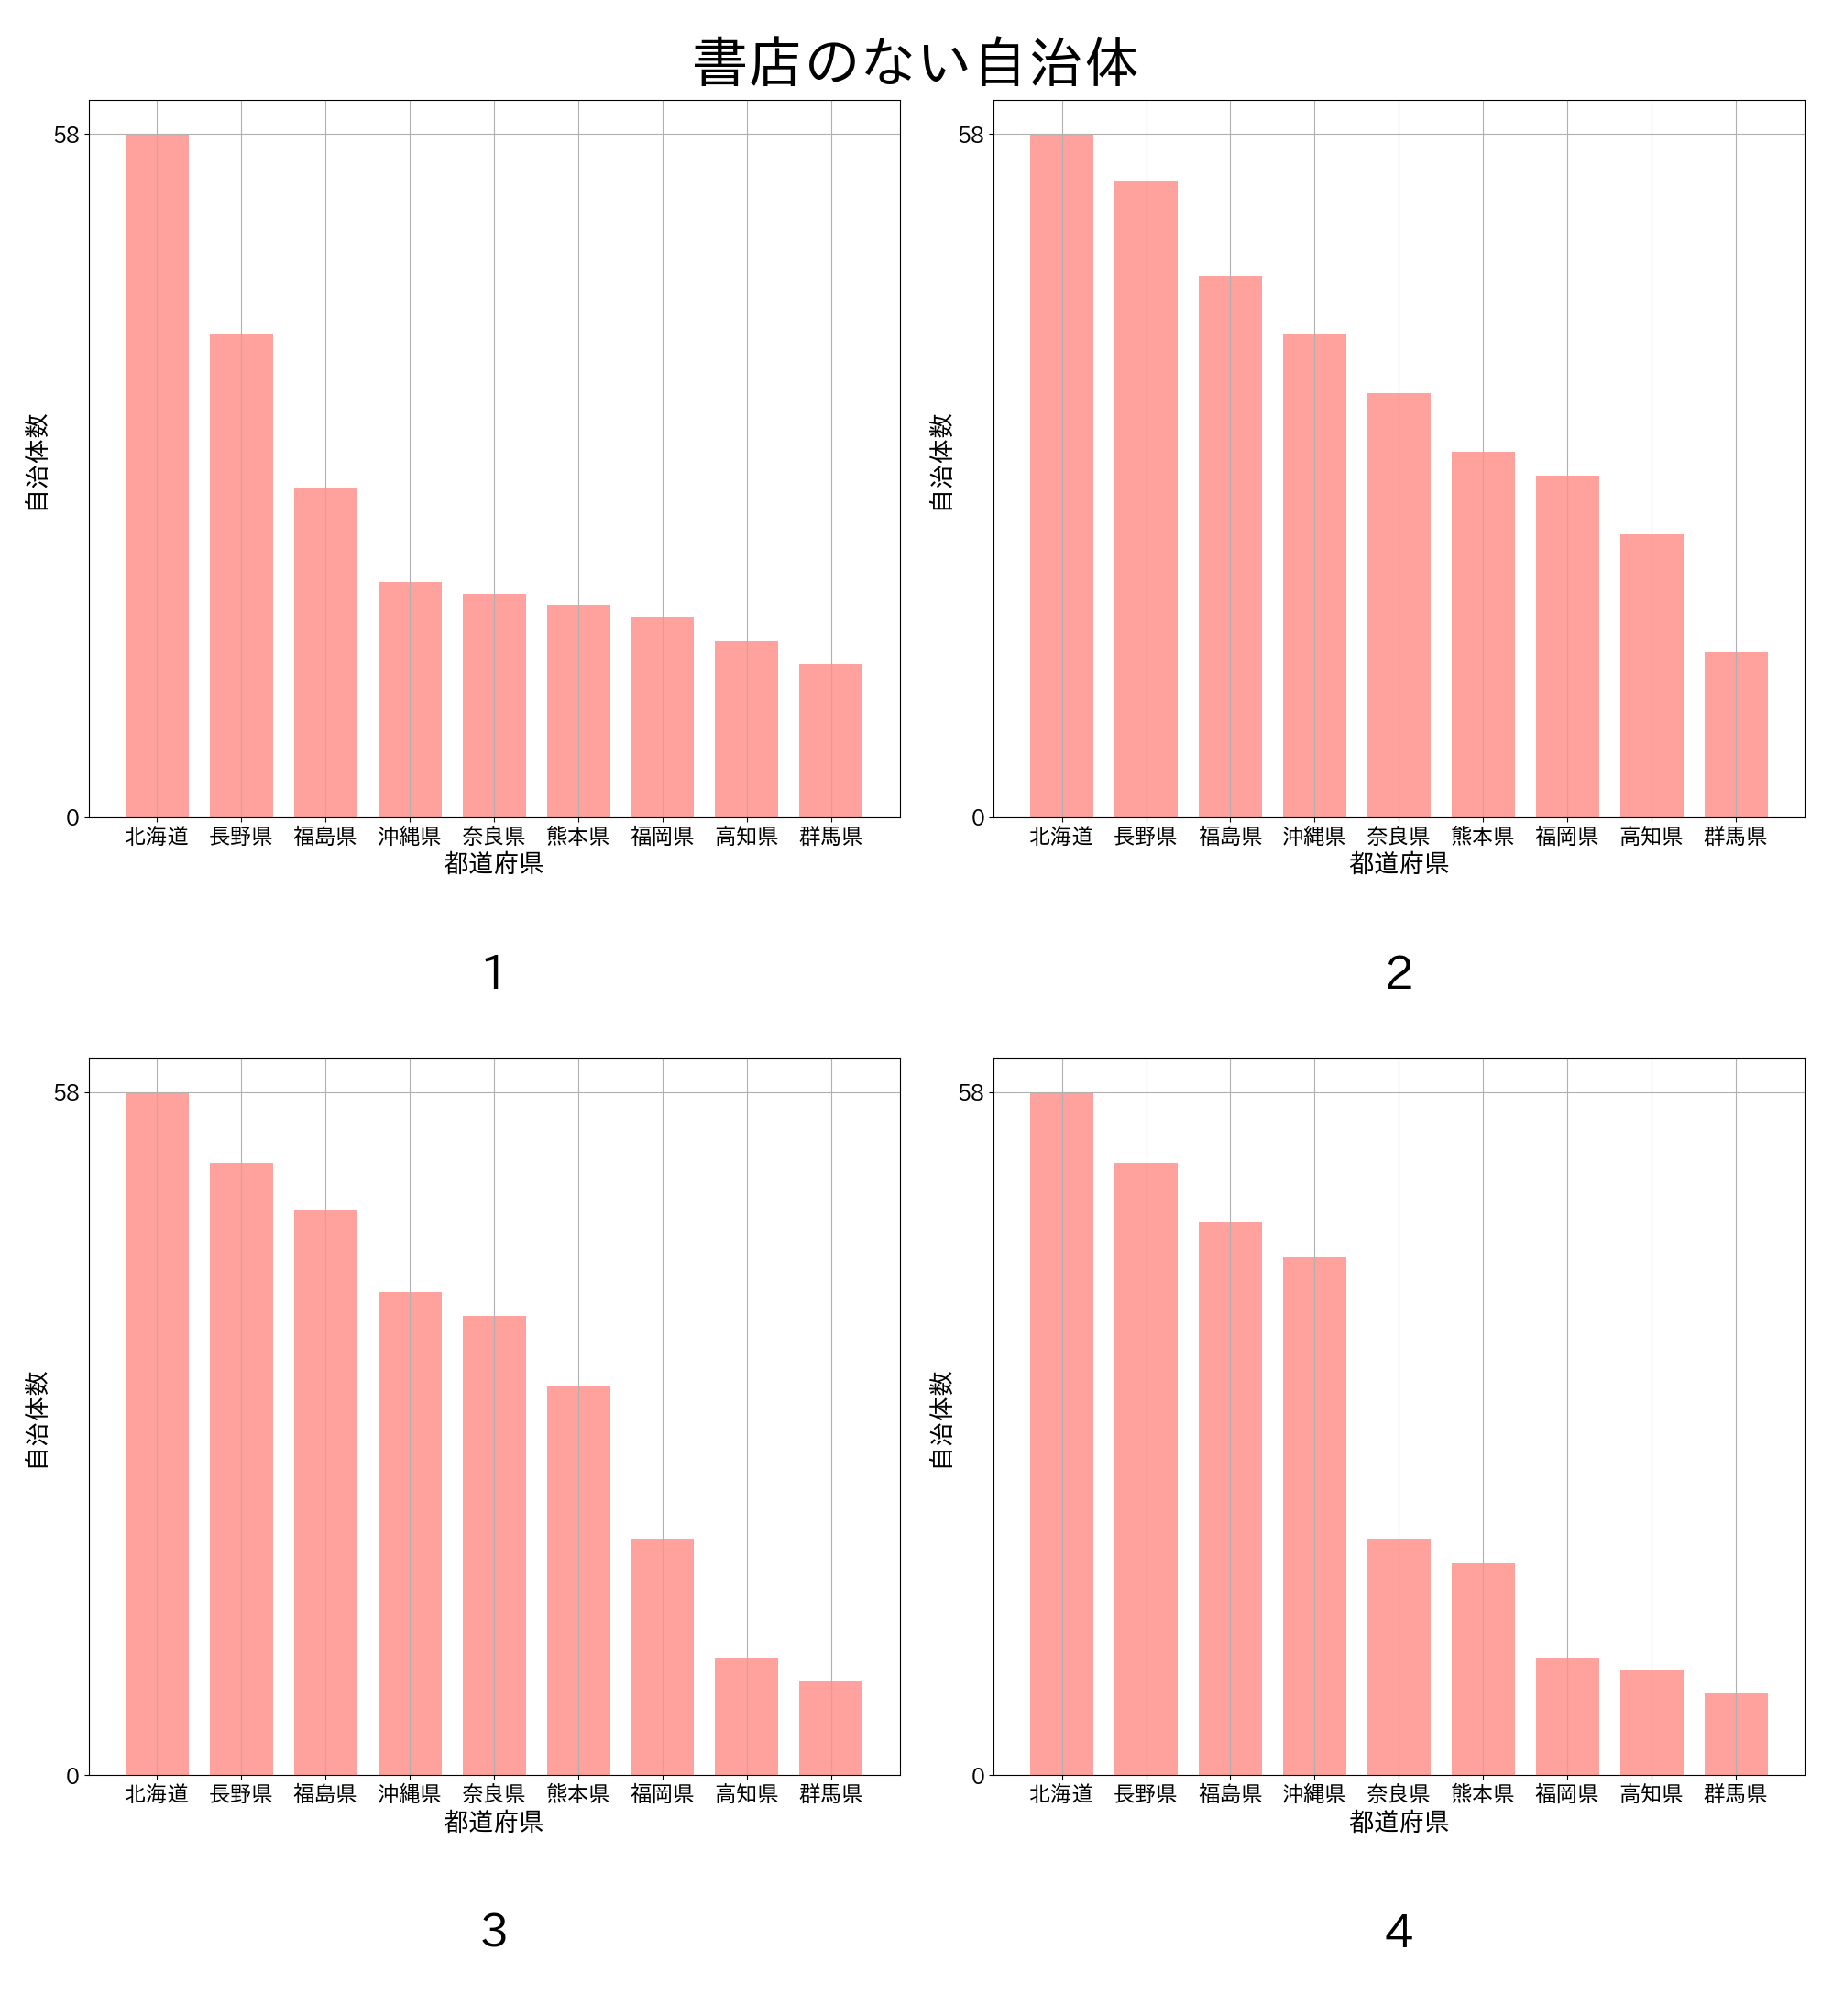 書店のない自治体
58
0
自治体数
北海道 長野県 福島県 沖縄県 奈良県 熊本県 福岡県 高知県 群馬県
都道府県
1
58
0
自治体数
北海道 長野県 福島県 沖縄県 奈良県 熊本県 福岡県 高知県 群馬県
都道府県
2
58
0
自治体数
北海道 長野県 福島県 沖縄県 奈良県 熊本県 福岡県 高知県 群馬県
都道府県
3
58
0
自治体数
北海道 長野県 福島県 沖縄県 奈良県 熊本県 福岡県 高知県 群馬県
都道府県
4